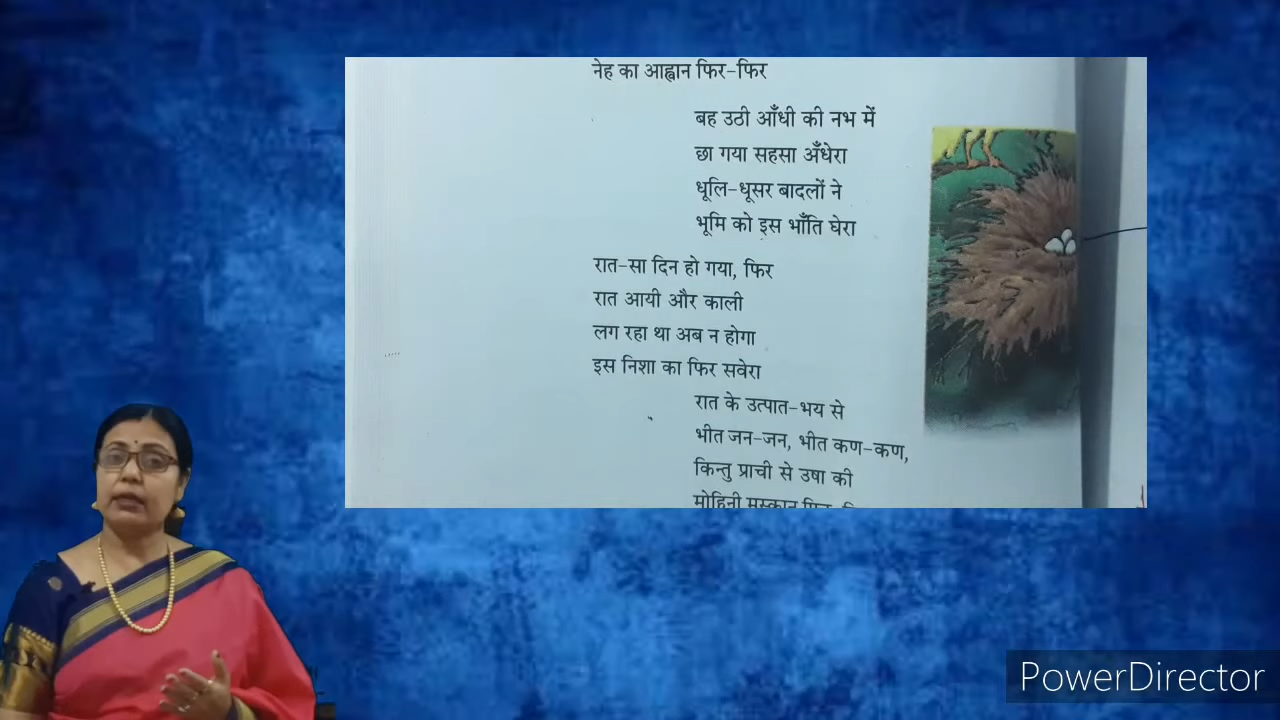 नेह का आह्वान फिर-फिर
बह उठी आँधी की नभ में
छा गया सहसा अँधेरा
धूलि-धूसर बादलों ने
भूमि को इस भाँति घेरा
रात-सा दिन हो गया, फिर
रात आयी और काली
लग रहा था अब न होगा
इस निशा का फिर सवेरा
रात के उत्पात-भय से
भीत जन-जन, भीत कण-कण,
किन्तु प्राची से उषा की
मोहिनी मुस्कान
PowerDirector